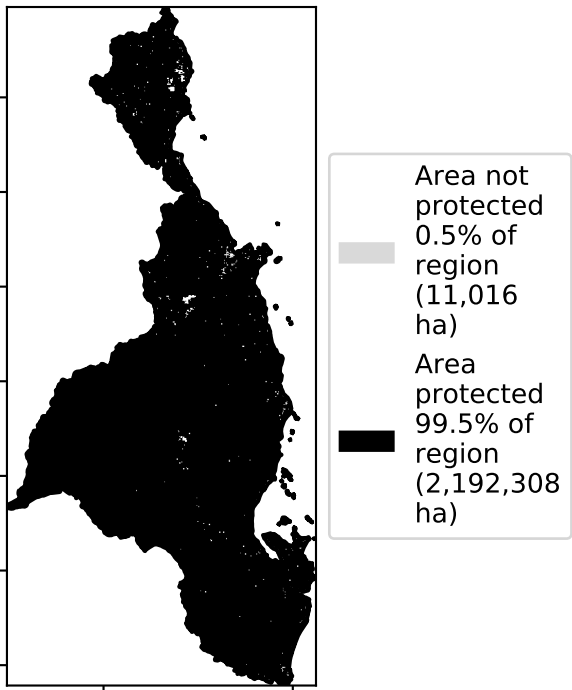 Area not
protected
0.5% of
region
(11,016
ha)
Area
protected
99.5% of
region
(2,192,308
ha)